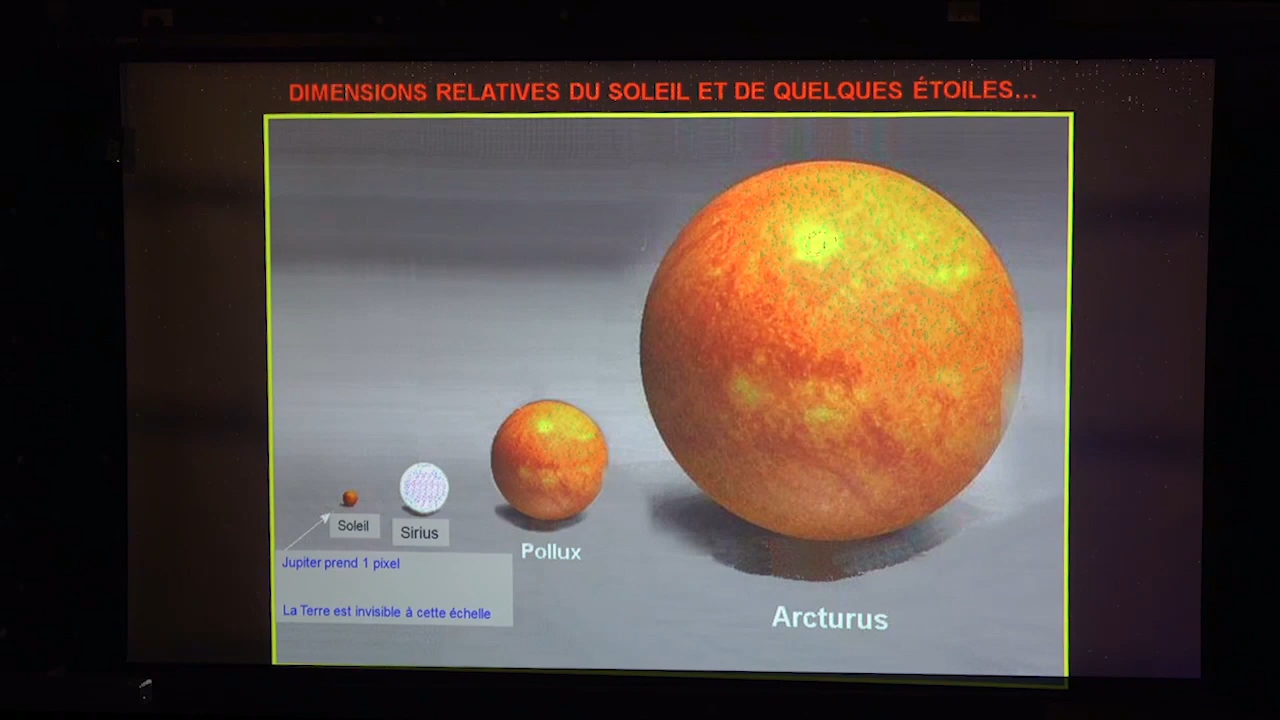 DIMENSIONS RELATIVES DU SOLEIL ET DE QUELQUES ÉTOILES...
Soleil
Sirius
Pollux
Jupiter prend 1 pixel
La Terre est invisible à cette échelle
Arcturus